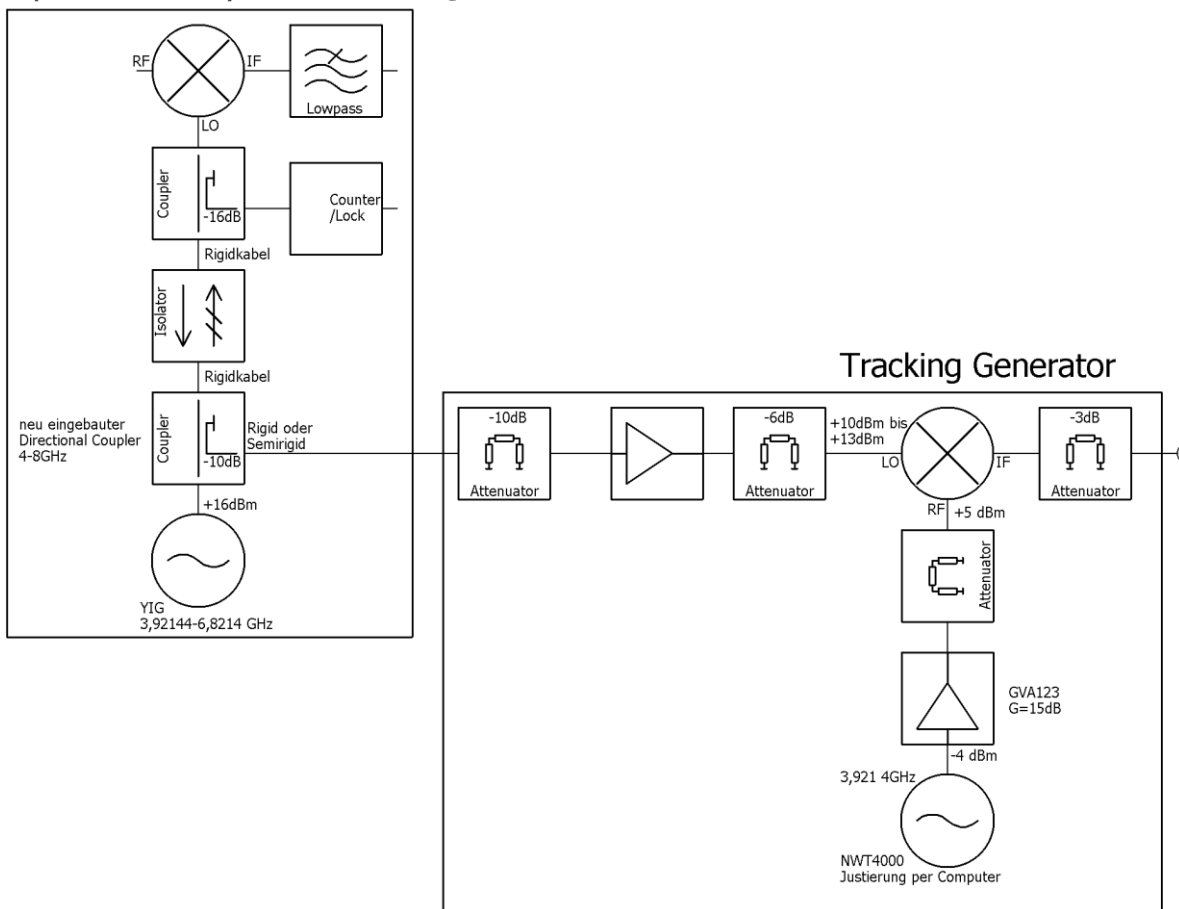 RF
IF
Lowpass
LO
Coupler
-16dB
Counter
/Lock
Rigidkabel
Isolator
Rigidkabel
neu eingebauter
Directional Coupler
4-8GHz
Coupler
-10dB
Rigid oder
Semirigid
+16dBm
YIG
3,92144-6,8214 GHz
Tracking Generator
-10dB
Attenuator
-6dB
Attenuator
+10dBm bis
+13dBm
LO
IF
RF
+5 dBm
-3dB
Attenuator
Attenuator
GVA123
G=15dB
-4 dBm
3,921 4GHz
NWT4000
Justierung per Computer